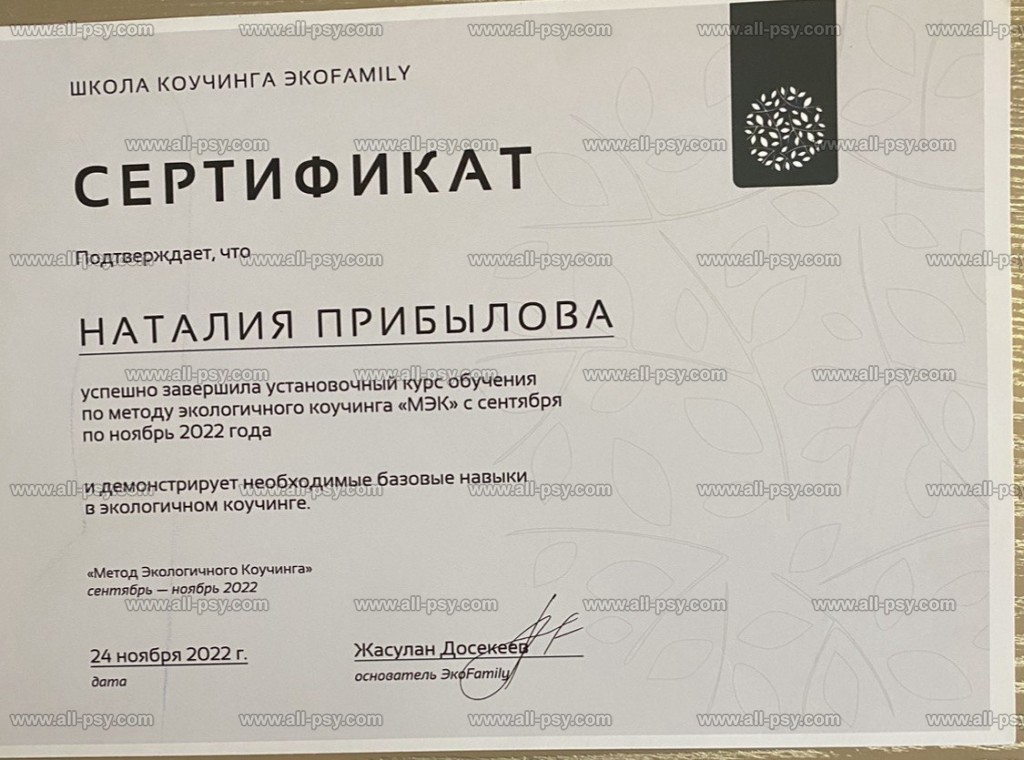 ШКОЛА КОУЧИНГА ЭКОFAMILY
СЕРТИФИКАТ
Подтверждает, что
НАТАЛИЯ ПРИБЫЛОВА
успешно завершила установочный курс обучения
по методу экологичного коучинга «МЭК» с сентября
по ноябрь 2022 года
и демонстрирует необходимые базовые навыки
в экологичном коучинге.
«Метод Экологичного Коучинга»
сентябрь — ноябрь 2022
24 ноября 2022 г.
дата
Жасулан Досекеев
основатель ЭкоFamily
www.all-psy.com